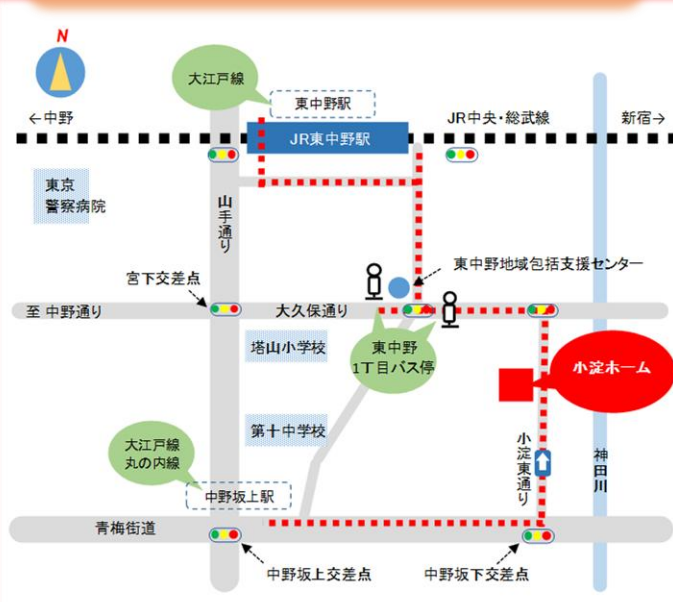 N
大江戸線
東中野駅
←中野
JR東中野駅
JR中央・総武線
新宿→
東京
警察病院
山手通り
東中野地域包括支援センター
宮下交差点
至 中野通り
大久保通り
塔山小学校
東中野
1丁目バス停
小淀ホーム
第十中学校
大江戸線
丸の内線
小淀東通り
神田川
中野坂上駅
青梅街道
中野坂上交差点
中野坂下交差点